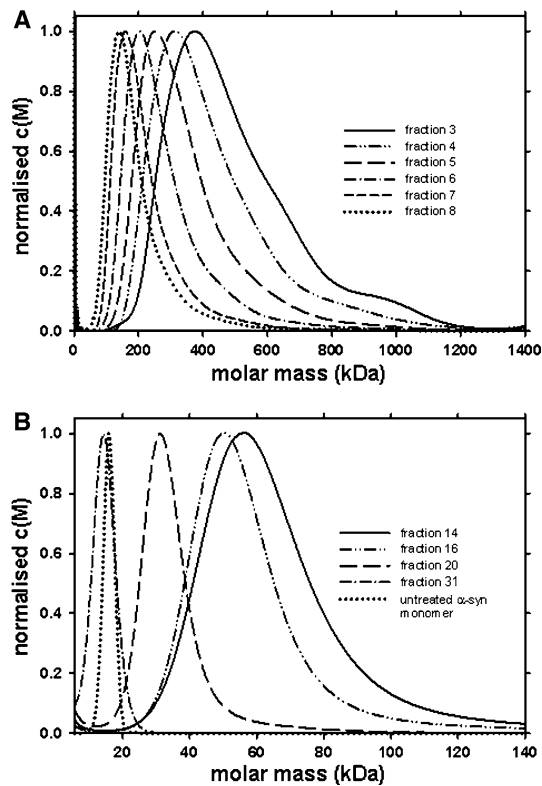 A
normalised c(M)
1.0
0.8
0.6
0.4
0.2
0.0
fraction 3
fraction 4
fraction 5
fraction 6
fraction 7
fraction 8
0 200 400 600 800 1000 1200 1400
molar mass (kDa)
B
normalised c(M)
1.0
0.8
0.6
0.4
0.2
0.0
fraction 14
fraction 16
fraction 20
fraction 31
untreated α-syn
monomer
20 40 60 80 100 120 140
molar mass (kDa)